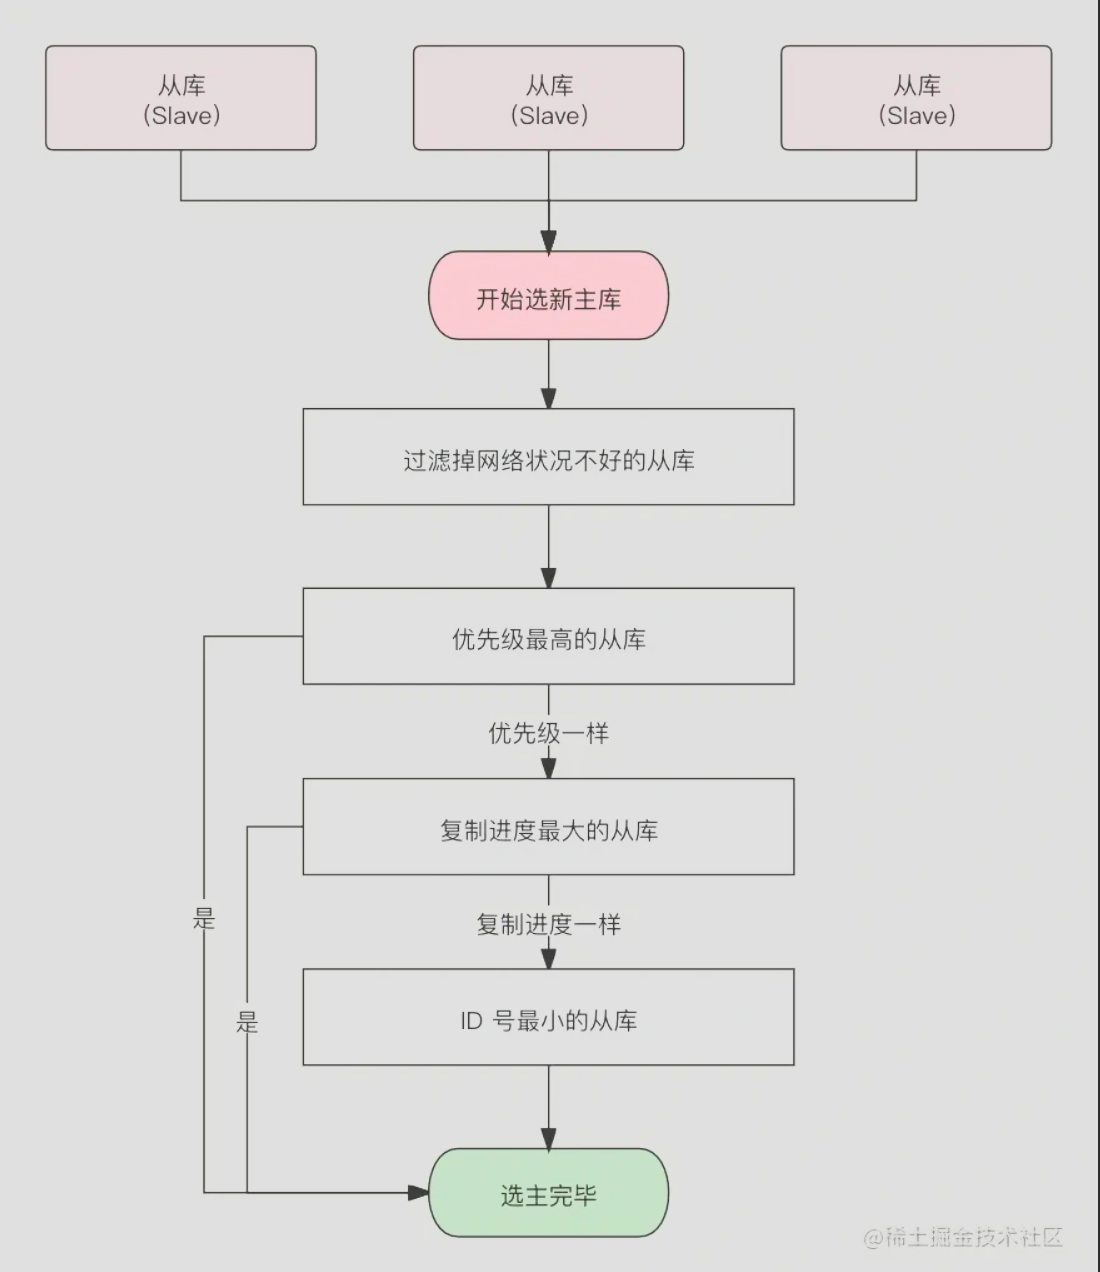 从库
（Slave）
从库
（Slave）
从库
（Slave）
开始选新主库
过滤掉网络状况不好的从库
优先级最高的从库
优先级一样
复制进度最大的从库
是
复制进度一样
是
ID 号最小的从库
选主完毕
@稀土掘金技术社区